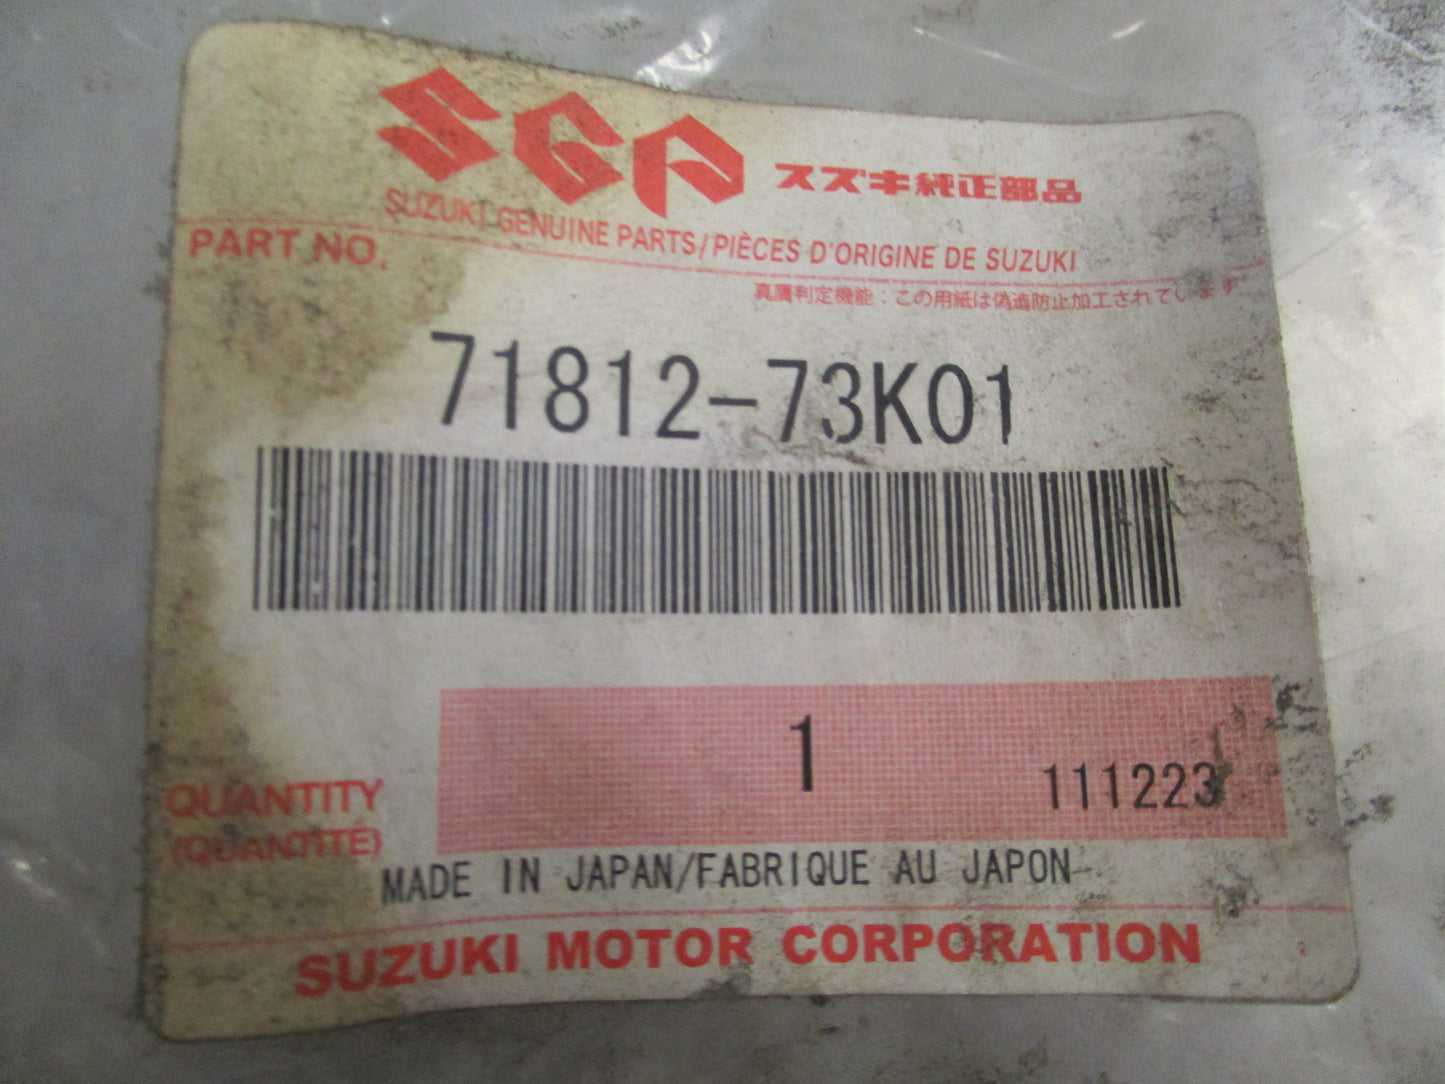 SGP スズキ純正部品
SUZUKI GENUINE PARTS/PIÈCES D'ORIGINE DE SUZUKI
PART NO.
真贋判定機能：この用紙は偽造防止加工されています
71812-73K01
1
111223
QUANTITY
(QUANTITÉ)
MADE IN JAPAN/FABRIQUE AU JAPON
SUZUKI MOTOR CORPORATION